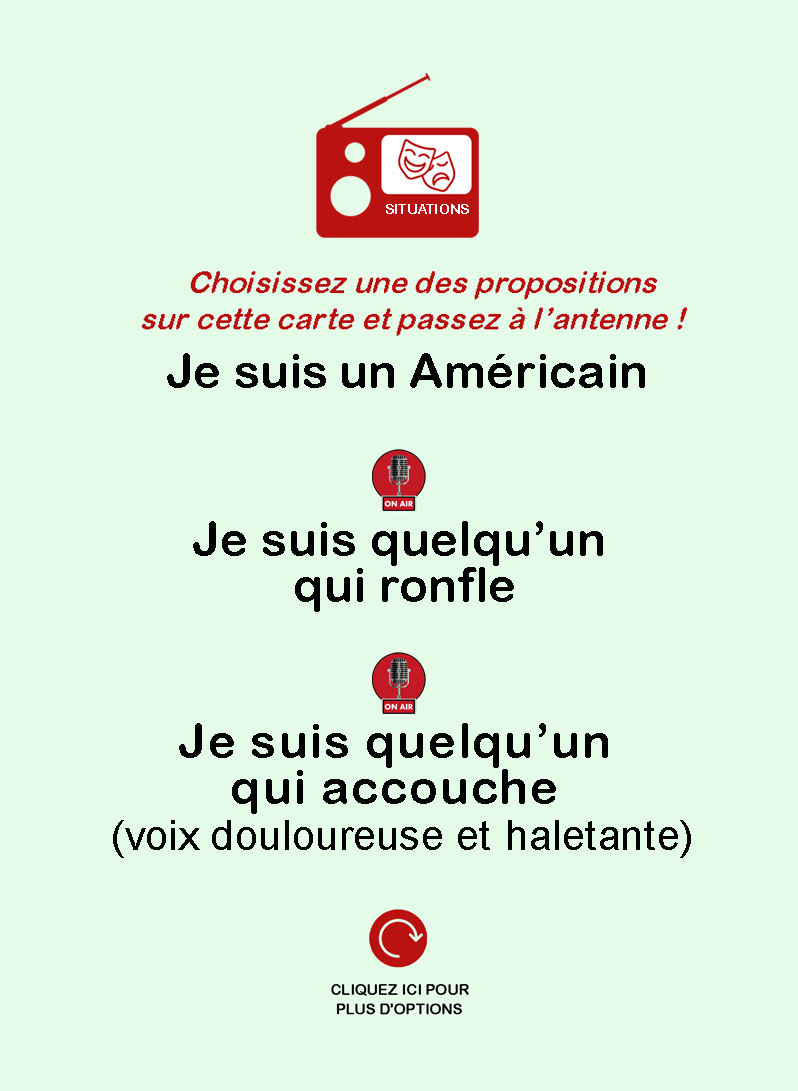 SITUATIONS
Choisissez une des propositions
sur cette carte et passez à l’antenne !
Je suis un Américain
ON AIR
Je suis quelqu’un
qui ronfle
ON AIR
Je suis quelqu’un
qui accouche
(voix douloureuse et haletante)
CLIQUEZ ICI POUR
PLUS D'OPTIONS